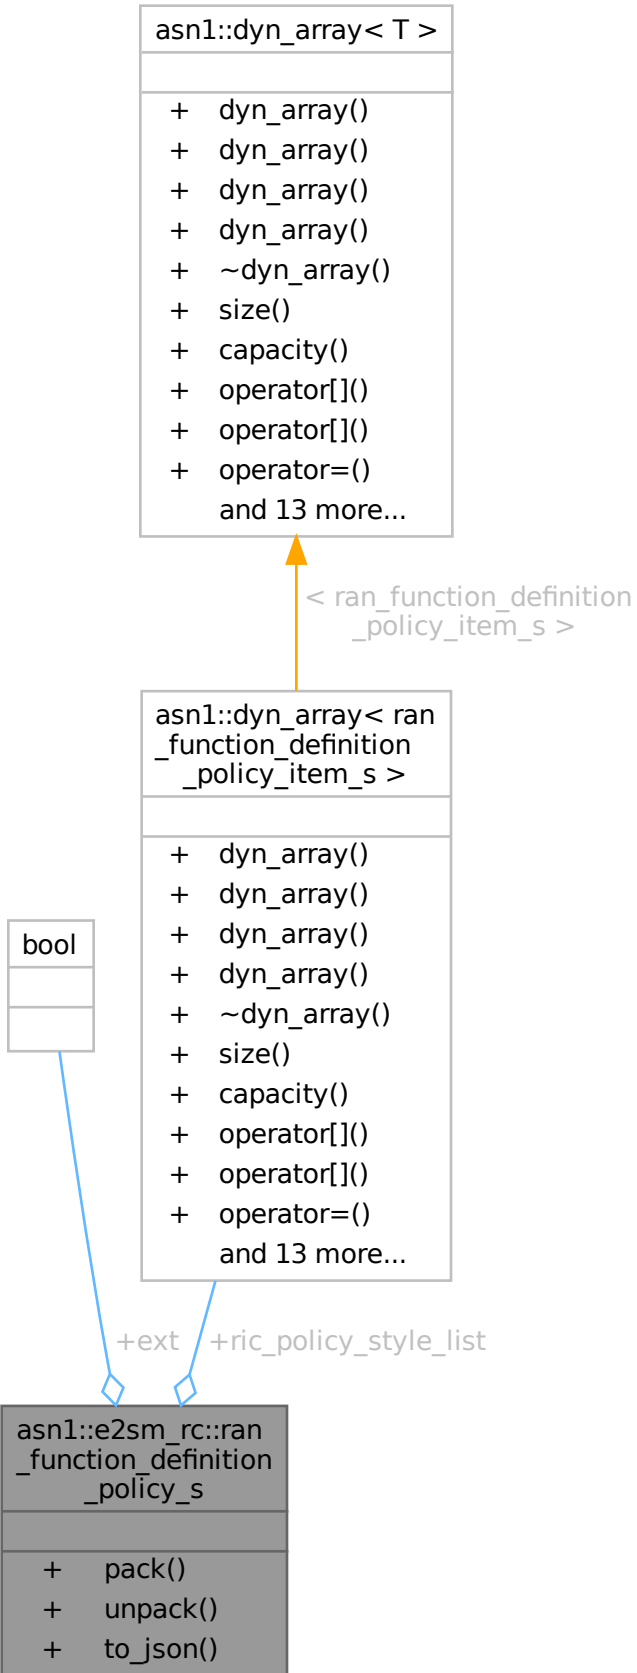 asn1::dyn_array< T >
+ dyn_array()
+ dyn_array()
+ dyn_array()
+ dyn_array()
+ ~dyn_array()
+ size()
+ capacity()
+ operator[]()
+ operator[]()
+ operator=()
and 13 more...
< ran_function_definition
_policy_item_s >
asn1::dyn_array< ran
_function_definition
_policy_item_s >
+ dyn_array()
+ dyn_array()
+ dyn_array()
+ dyn_array()
+ ~dyn_array()
+ size()
+ capacity()
+ operator[]()
+ operator[]()
+ operator=()
and 13 more...
bool
+ext
+ric_policy_style_list
asn1::e2sm_rc::ran
_function_definition
_policy_s
+ pack()
+ unpack()
+ to_json()